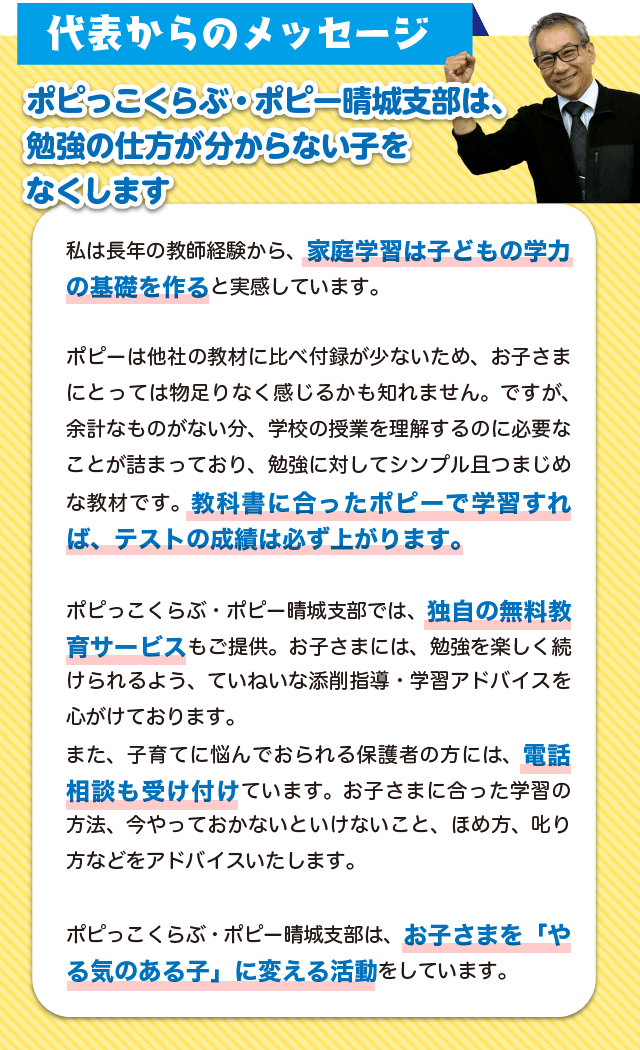 代表からのメッセージ
ポピっこくらぶ・ポピー晴城支部は、
勉強の仕方が分からない子を
なくします
私は長年の教師経験から、家庭学習は子どもの学力
の基礎を作ると実感しています。
ポピーは他社の教材に比べ付録が少ないため、お子さま
にとっては物足りなく感じるかも知れません。ですが、
余計なものがない分、学校の授業を理解するのに必要な
ことが詰まっており、勉強に対してシンプル且つまじめ
な教材です。教科書に合ったポピーで学習すれ
ば、テストの成績は必ず上がります。
ポピっこくらぶ・ポピー晴城支部では、独自の無料教
育サービスもご提供。お子さまには、勉強を楽しく続
けられるよう、ていねいな添削指導・学習アドバイスを
心がけております。
また、子育てに悩んでおられる保護者の方には、電話
相談も受け付けています。お子さまに合った学習の
方法、今やっておかないといけないこと、ほめ方、叱り
方などをアドバイスいたします。
ポピっこくらぶ・ポピー晴城支部は、お子さまを「や
る気のある子」に変える活動をしています。